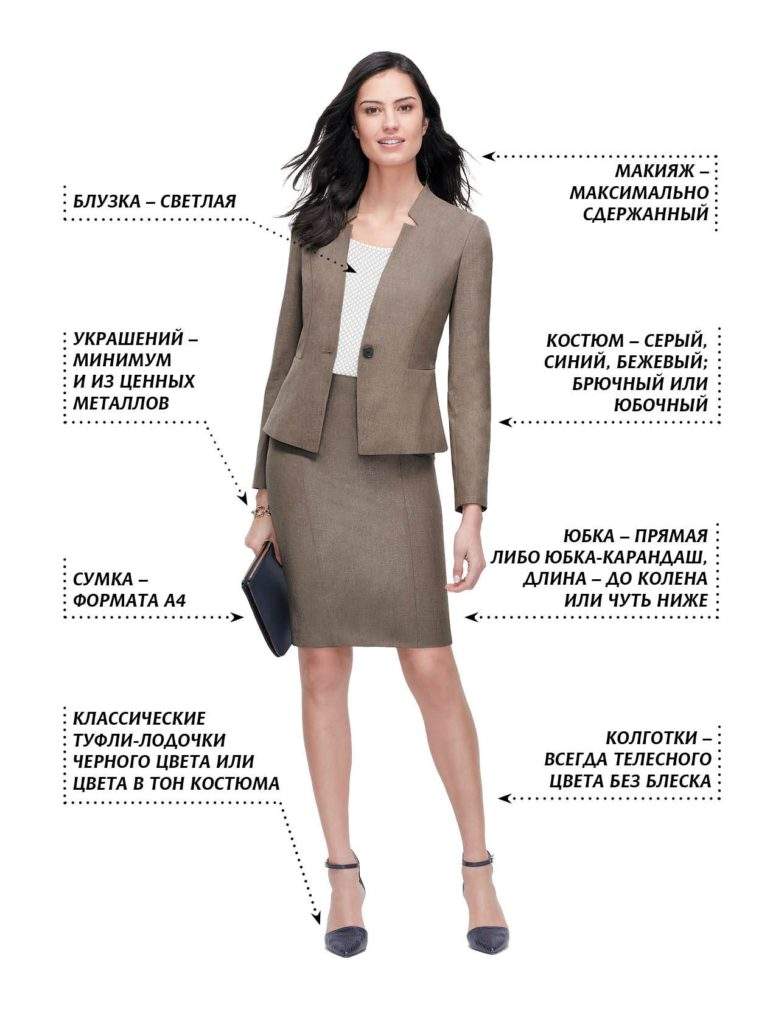 БЛУЗКА – СВЕТЛАЯ
МАКИЯЖ –
МАКСИМАЛЬНО
СДЕРЖАННЫЙ
УКРАШЕНИЙ –
МИНИМУМ
И ИЗ ЦЕННЫХ
МЕТАЛЛОВ
КОСТЮМ – СЕРЫЙ,
СИНИЙ, БЕЖЕВЫЙ;
БРЮЧНЫЙ ИЛИ
ЮБОЧНЫЙ
СУМКА –
ФОРМАТА А4
ЮБКА – ПРЯМАЯ
ЛИБО ЮБКА-КАРАНДАШ,
ДЛИНА – ДО КОЛЕНА
ИЛИ ЧУТЬ НИЖЕ
КЛАССИЧЕСКИЕ
ТУФЛИ-ЛОДОЧКИ
ЧЕРНОГО ЦВЕТА ИЛИ
ЦВЕТА В ТОН КОСТЮМА
КОЛГОТКИ –
ВСЕГДА ТЕЛЕСНОГО
ЦВЕТА БЕЗ БЛЕСКА